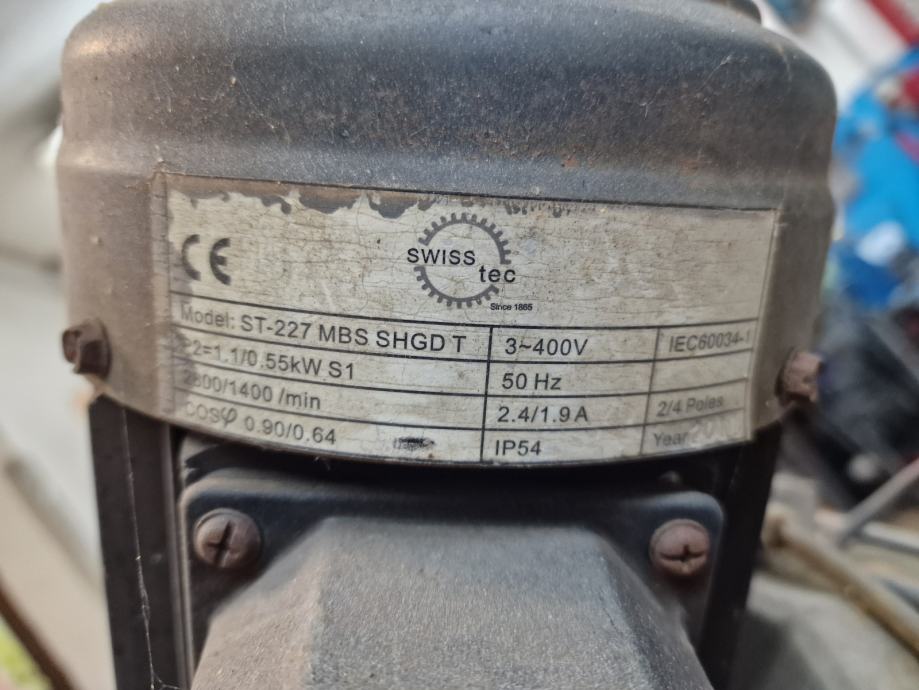 CE
SWISS
tec
Since 1865
Model: ST-227 MBS SHGD T
3~400V
IEC60034-1
P2=1.1/0.55kW S1
50 Hz
2800/1400 /min
2.4/1.9 A
2/4 Poles
cosφ 0.90/0.64
IP54
Year